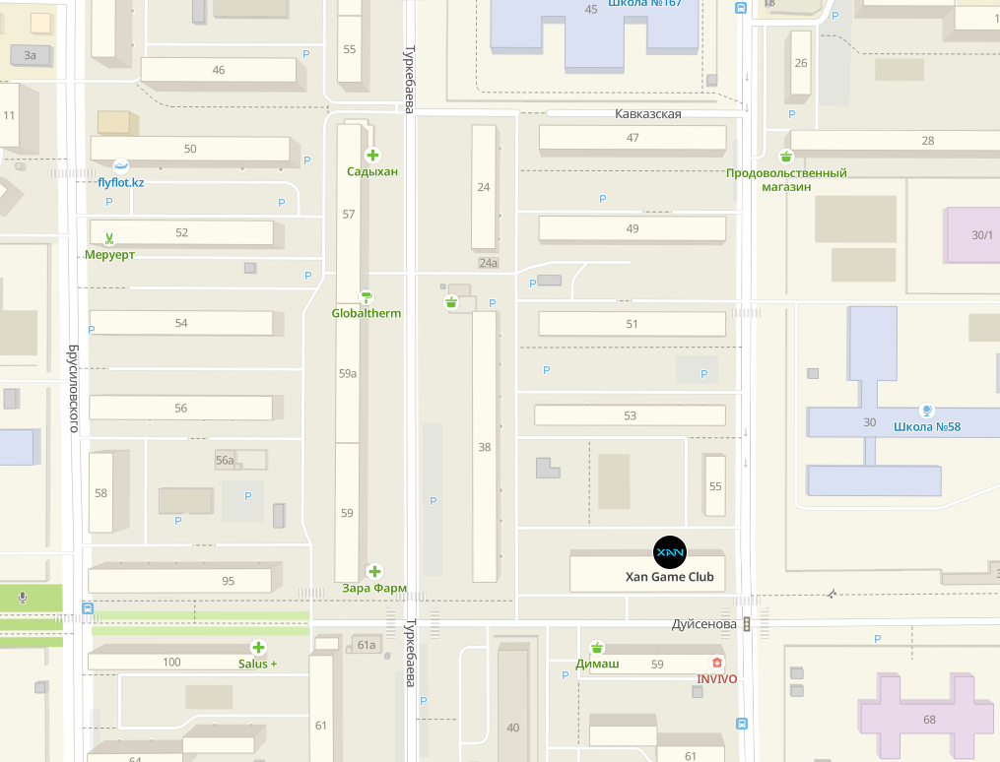 45
Школа №167
3а
46
P
55
Туркебаева
P
26
11
P
Кавказская
50
P
Садыхан
47
28
flyflot.kz
P
P
24
57
P
Продовольственный
магазин
52
Меруерт
49
30/1
24а
P
P
Globaltherm
P
54
P
51
Брусиловского
59а
P
P
56
53
30
Школа №58
56а
38
58
P
P
P
59
55
XAN
Xan Game Club
95
Зара Фарм
Дуйсенова
Туркебаева
P
100
Salus +
61а
Димаш
59
INVIVO
P
P
61
40
68
64
61